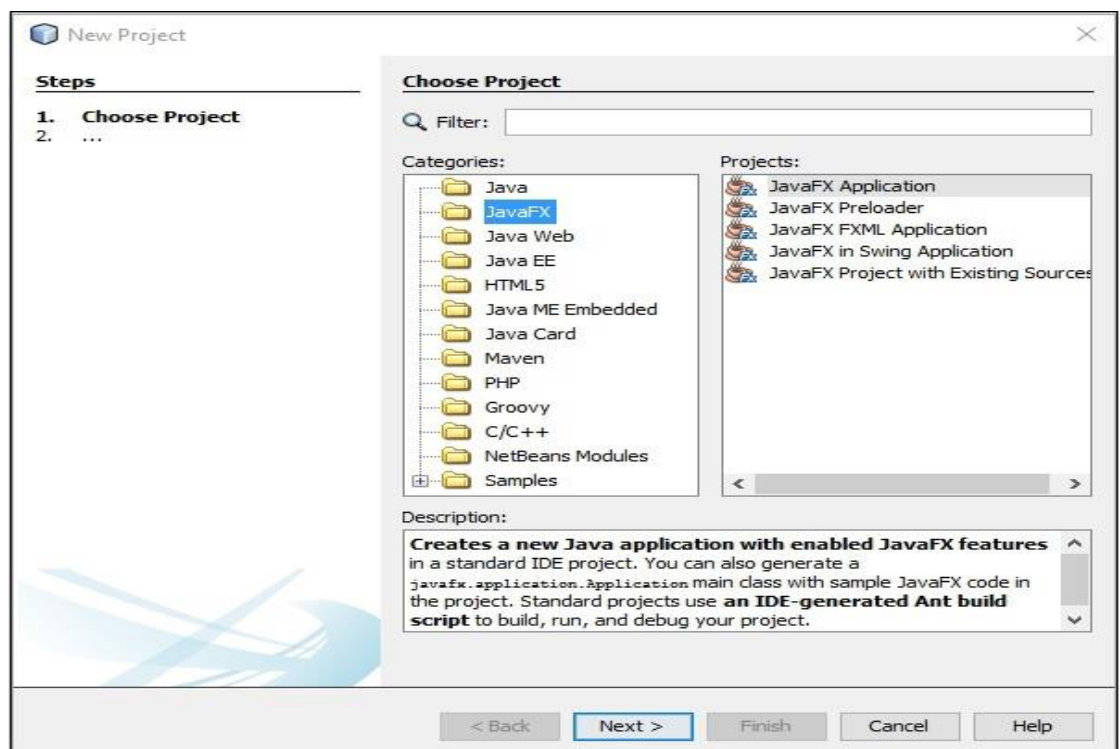 New Project
Steps
1. Choose Project
2. ...
Choose Project
Filter:
Categories:
Java
JavaFX
Java Web
Java EE
HTML5
Java ME Embedded
Java Card
Maven
PHP
Groovy
C/C++
NetBeans Modules
Samples
Projects:
JavaFX Application
JavaFX Preloader
JavaFX FXML Application
JavaFX in Swing Application
JavaFX Project with Existing Sources
Description:
Creates a new Java application with enabled JavaFX features
in a standard IDE project. You can also generate a
javafx.application.Application main class with sample JavaFX code in
the project. Standard projects use an IDE-generated Ant build
script to build, run, and debug your project.
< Back
Next >
Finish
Cancel
Help